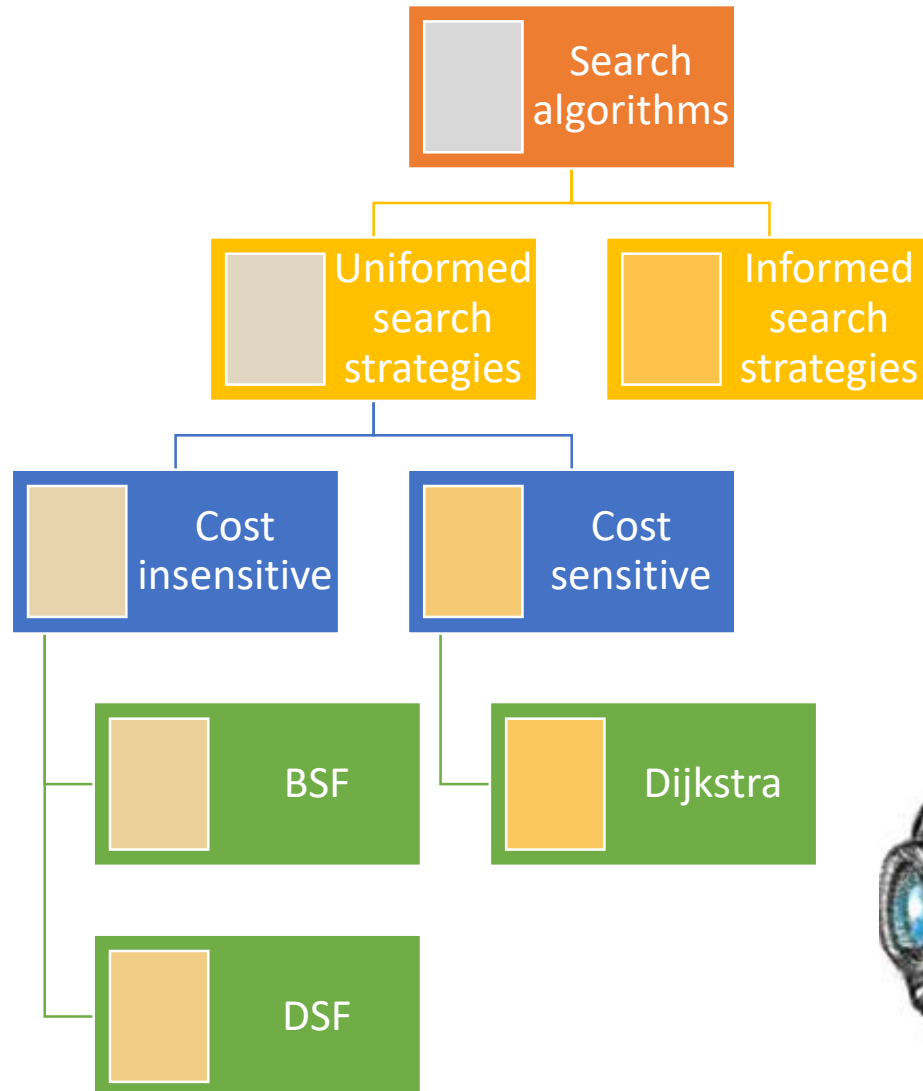 Search
algorithms
Uniformed
search
strategies
Informed
search
strategies
Cost
insensitive
Cost
sensitive
BSF
Dijkstra
DSF